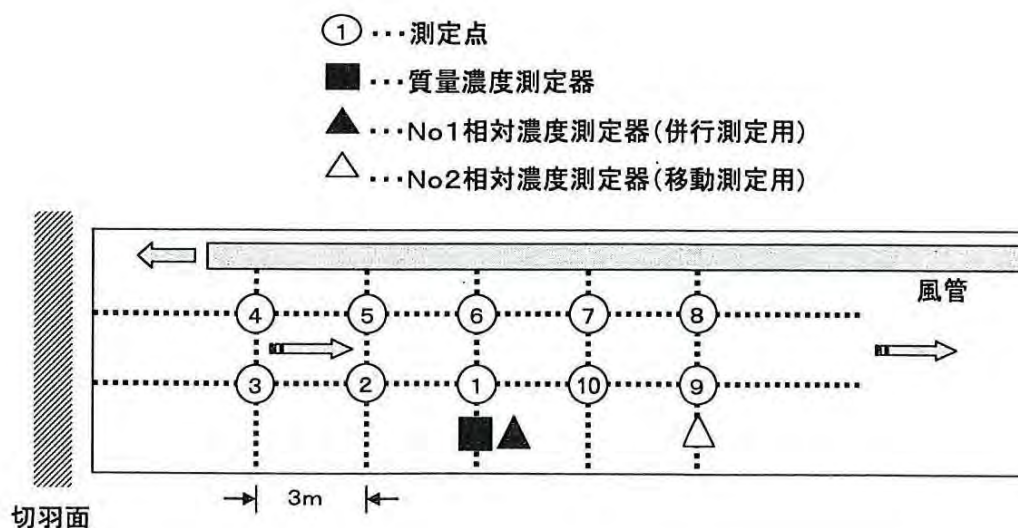 ① ・・・測定点
・・・質量濃度測定器
・・・No1相対濃度測定器(併行測定用)
・・・No2相対濃度測定器(移動測定用)
風管
④ ⑤ ⑥ ⑦ ⑧
③ ② ① ⑩ ⑨
3m
切羽面